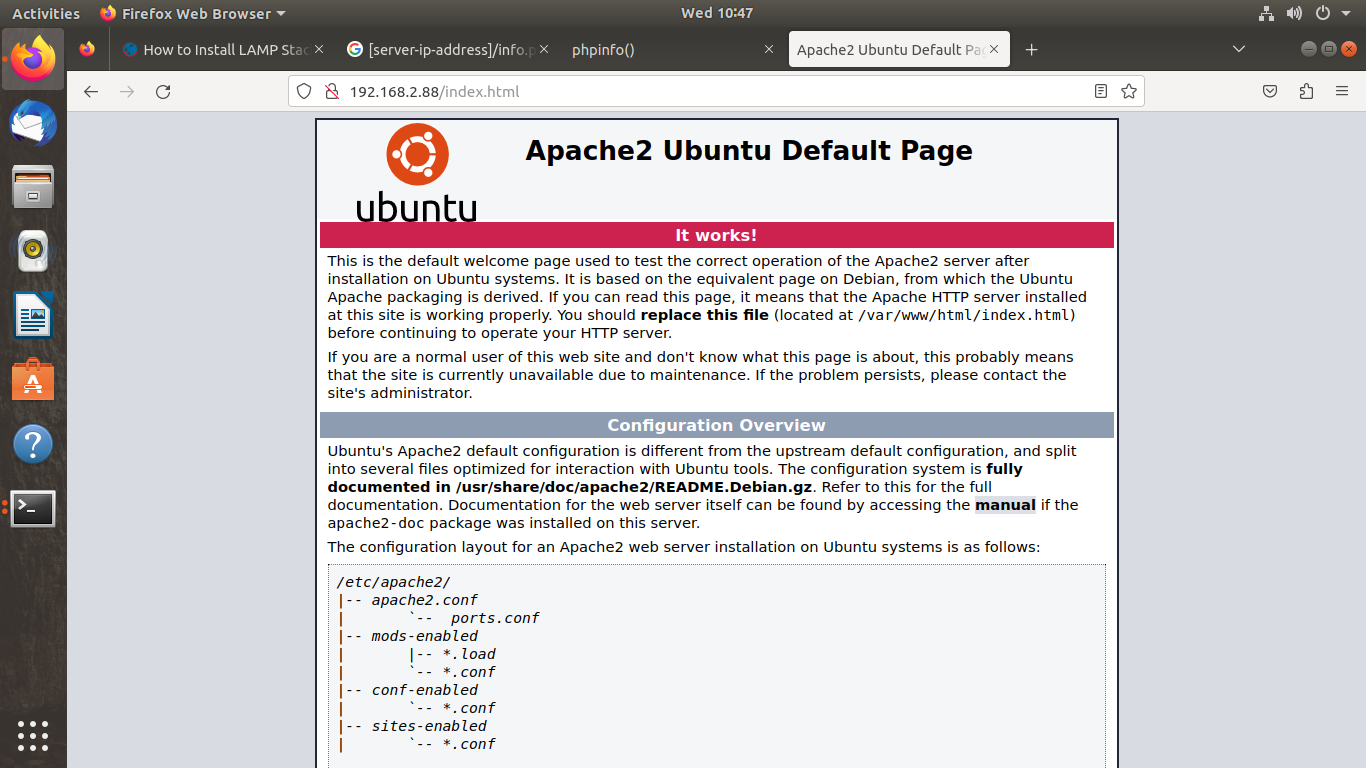 Activities
Firefox Web Browser
Wed 10:47
How to Install LAMP Stac
[server-ip-address]/info.p
phpinfo()
Apache2 Ubuntu Default Pag
192.168.2.88/index.html
ubuntu
Apache2 Ubuntu Default Page
It works!
This is the default welcome page used to test the correct operation of the Apache2 server after
installation on Ubuntu systems. It is based on the equivalent page on Debian, from which the Ubuntu
Apache packaging is derived. If you can read this page, it means that the Apache HTTP server installed
at this site is working properly. You should replace this file (located at /var/www/html/index.html)
before continuing to operate your HTTP server.
If you are a normal user of this web site and don't know what this page is about, this probably means
that the site is currently unavailable due to maintenance. If the problem persists, please contact the
site's administrator.
Configuration Overview
Ubuntu's Apache2 default configuration is different from the upstream default configuration, and split
into several files optimized for interaction with Ubuntu tools. The configuration system is fully
documented in /usr/share/doc/apache2/README.Debian.gz. Refer to this for the full
documentation. Documentation for the web server itself can be found by accessing the manual if the
apache2-doc package was installed on this server.
The configuration layout for an Apache2 web server installation on Ubuntu systems is as follows:
/etc/apache2/
|-- apache2.conf
|       `--  ports.conf
|-- mods-enabled
|       |-- *.load
|       `-- *.conf
|-- conf-enabled
|       `-- *.conf
|-- sites-enabled
|       `-- *.conf